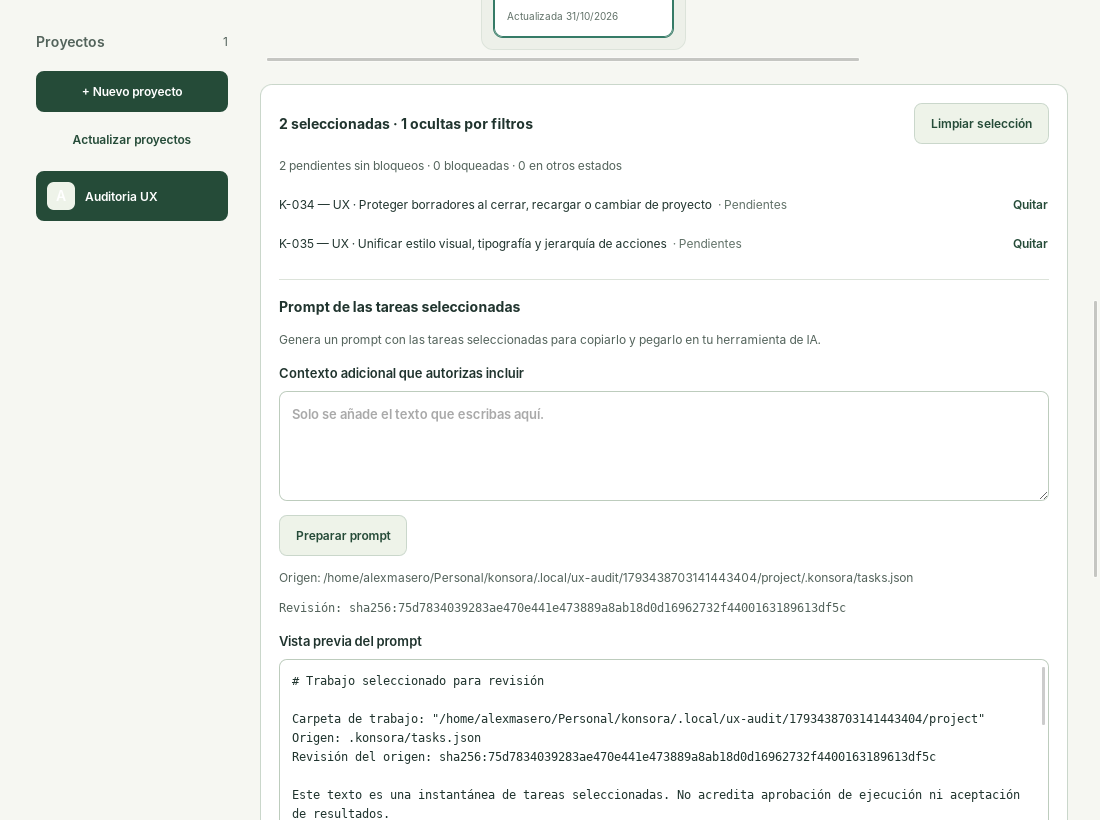 Actualizada 31/10/2026
Proyectos 1
+ Nuevo proyecto
Actualizar proyectos
A Auditoria UX
2 seleccionadas · 1 ocultas por filtros
Limpiar selección
2 pendientes sin bloqueos · 0 bloqueadas · 0 en otros estados
K-034 — UX · Proteger borradores al cerrar, recargar o cambiar de proyecto · Pendientes Quitar
K-035 — UX · Unificar estilo visual, tipografía y jerarquía de acciones · Pendientes Quitar
Prompt de las tareas seleccionadas
Genera un prompt con las tareas seleccionadas para copiarlo y pegarlo en tu herramienta de IA.
Contexto adicional que autorizas incluir
Solo se añade el texto que escribas aquí.
Preparar prompt
Origen: /home/alexmasero/Personal/konsora/.local/ux-audit/1793438703141443404/project/.konsora/tasks.json
Revisión: sha256:75d7834039283ae470e441e473889a8ab18d0d16962732f4400163189613df5c
Vista previa del prompt
# Trabajo seleccionado para revisión
Carpeta de trabajo: "/home/alexmasero/Personal/konsora/.local/ux-audit/1793438703141443404/project"
Origen: .konsora/tasks.json
Revisión del origen: sha256:75d7834039283ae470e441e473889a8ab18d0d16962732f4400163189613df5c
Este texto es una instantánea de tareas seleccionadas. No acredita aprobación de ejecución ni aceptación
de resultados.